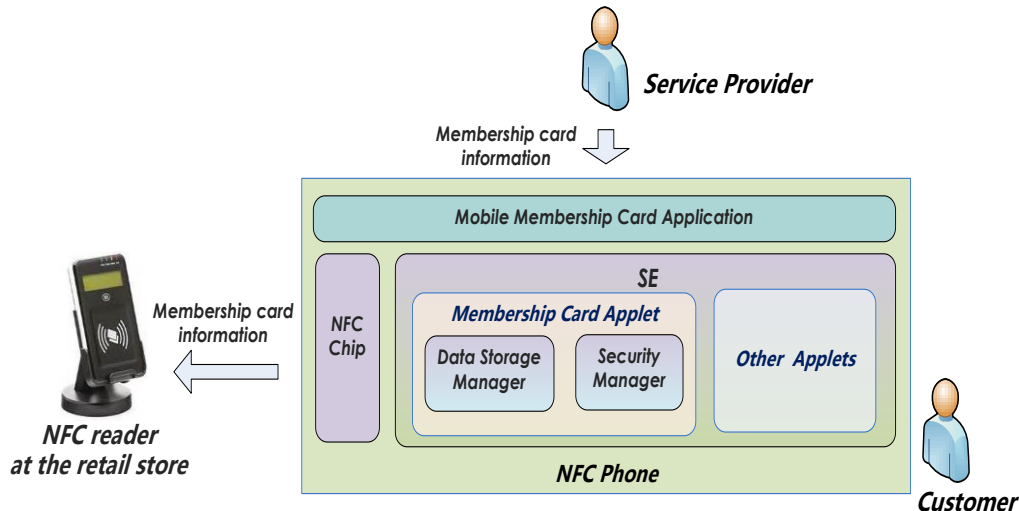 Service Provider
Membership card
information
Mobile Membership Card Application
SE
Membership Card Applet
NFC
Chip
Data Storage
Manager
Security
Manager
Other Applets
Membership card
information
NFC reader
at the retail store
NFC Phone
Customer